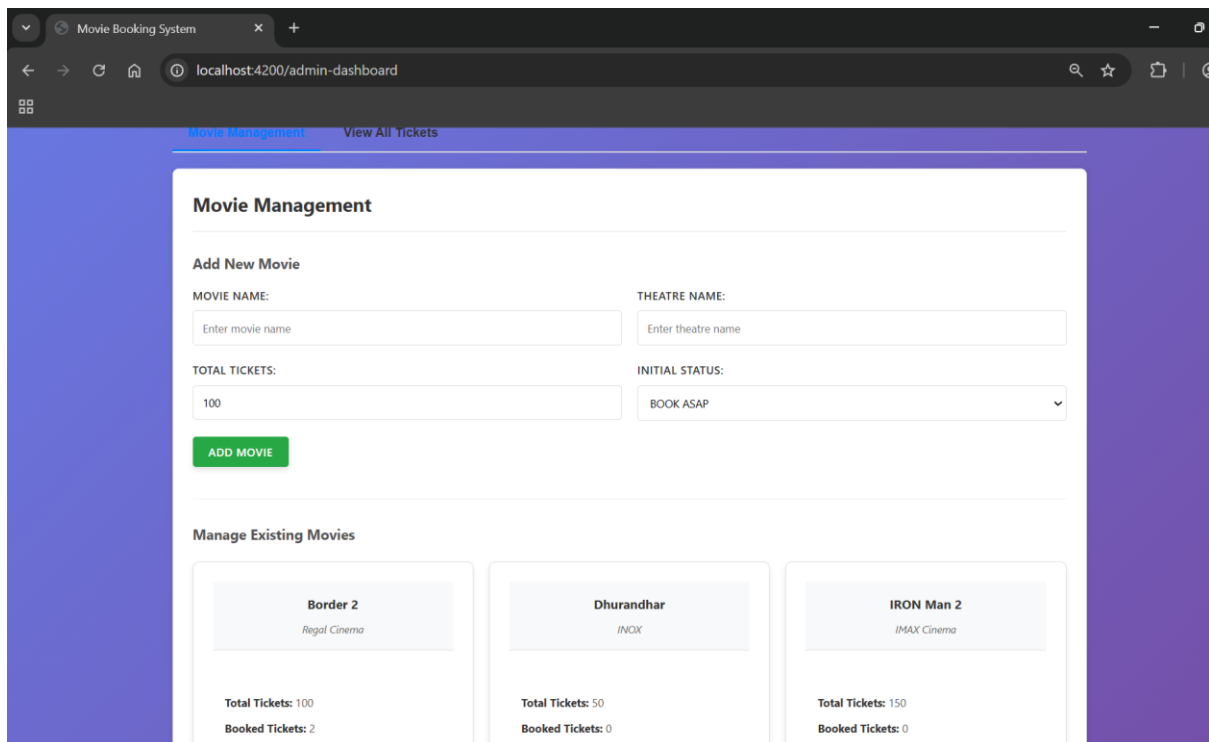 Movie Booking System
localhost:4200/admin-dashboard
Movie Management View All Tickets
Movie Management
Add New Movie
MOVIE NAME: THEATRE NAME:
Enter movie name Enter theatre name
TOTAL TICKETS: INITIAL STATUS:
100 BOOK ASAP
ADD MOVIE
Manage Existing Movies
Border 2 Dhurandhar IRON Man 2
Regal Cinema INOX IMAX Cinema
Total Tickets: 100 Total Tickets: 50 Total Tickets: 150
Booked Tickets: 2 Booked Tickets: 0 Booked Tickets: 0